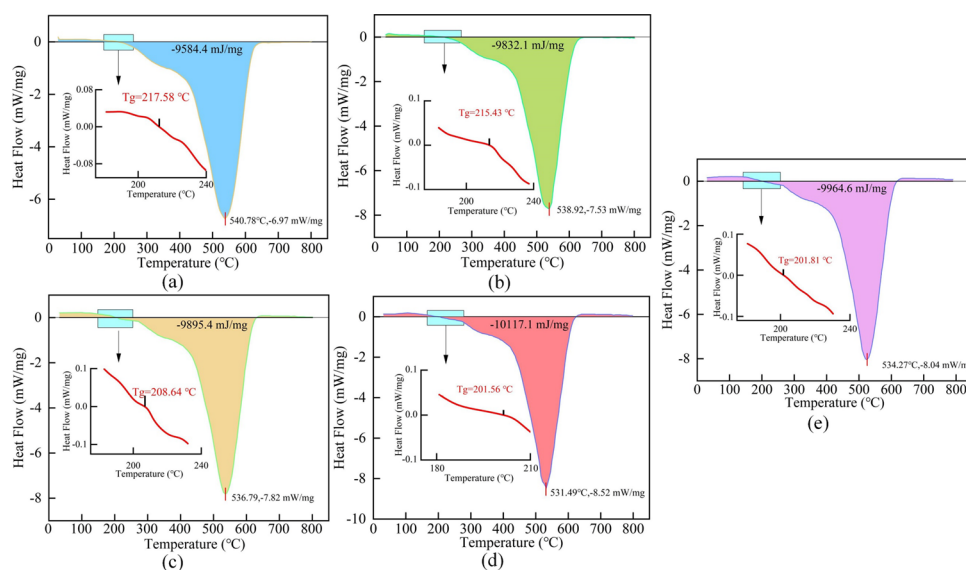 0
-2
-4
-6
Heat Flow (mW/mg)
-9584.4 mJ/mg
0.08
0.00
-0.08
Heat Flow (mW/mg)
Tg=217.58 ℃
200
240
Temperature (℃)
540.78℃,-6.97 mW/mg
0 100 200 300 400 500 600 700 800
Temperature (℃)
(a)
0
-2
-4
-6
-8
Heat Flow (mW/mg)
-9832.1 mJ/mg
0.1
0.0
-0.1
Heat Flow (mW/mg)
Tg=215.43 ℃
200
240
Temperature (℃)
538.92,-7.53 mW/mg
0 100 200 300 400 500 600 700 800
Temperature (℃)
(b)
0
-2
-4
-6
-8
Heat Flow (mW/mg)
-9895.4 mJ/mg
0.1
0.0
-0.1
Heat Flow (mW/mg)
Tg=208.64 ℃
200
240
Temperature (℃)
536.79,-7.82 mW/mg
0 100 200 300 400 500 600 700 800
Temperature (℃)
(c)
0
-2
-4
-6
-8
-10
Heat Flow (mW/mg)
-10117.1 mJ/mg
0.1
0.0
-0.1
Heat Flow (mW/mg)
Tg=201.56 ℃
180
210
Temperature (℃)
531.49℃,-8.52 mW/mg
0 100 200 300 400 500 600 700 800
Temperature (℃)
(d)
0
-2
-4
-6
-8
Heat Flow (mW/mg)
-9964.6 mJ/mg
0.1
0.0
-0.1
Heat Flow (mW/mg)
Tg=201.81 ℃
200
240
Temperature (℃)
534.27℃,-8.04 mW/m
0 100 200 300 400 500 600 700 800
Temperature (℃)
(e)